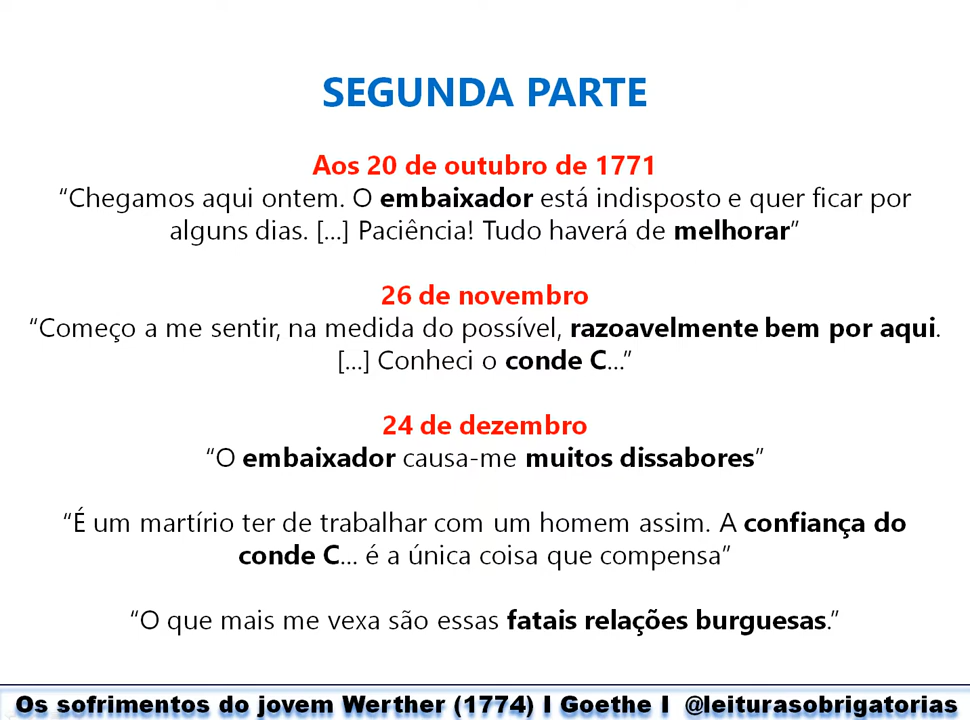 SEGUNDA PARTE
Aos 20 de outubro de 1771
“Chegamos aqui ontem. O embaixador está indisposto e quer ficar por
alguns dias. [...] Paciência! Tudo haverá de melhorar”
26 de novembro
“Começo a me sentir, na medida do possível, razoavelmente bem por aqui.
[...] Conheci o conde C...”
24 de dezembro
“O embaixador causa-me muitos dissabores”
“É um martírio ter de trabalhar com um homem assim. A confiança do
conde C... é a única coisa que compensa”
“O que mais me vexa são essas fatais relações burguesas.”
Os sofrimentos do jovem Werther (1774) I Goethe I @leiturasobrigatorias